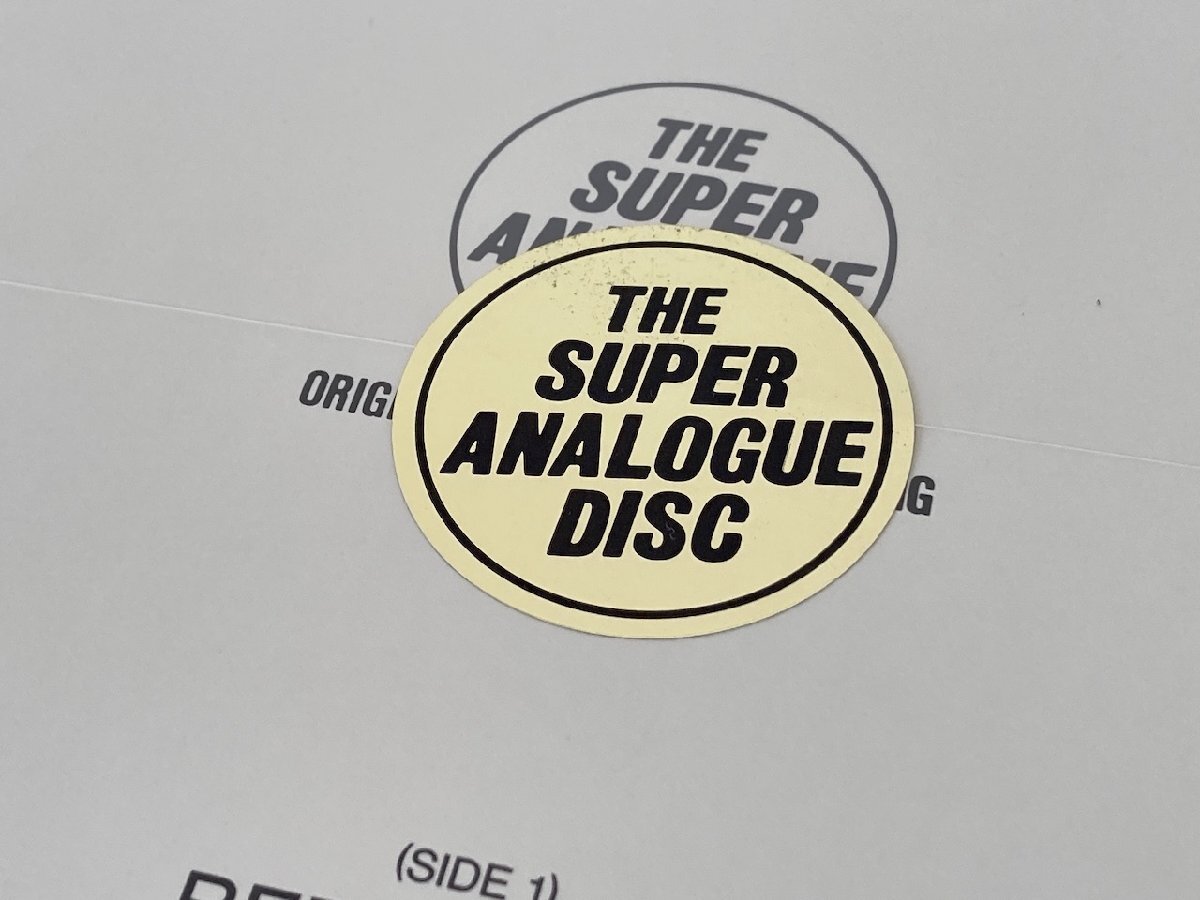 THE
SUPER
THE
SUPER
ANALOGUE
DISC
(SIDE 1)